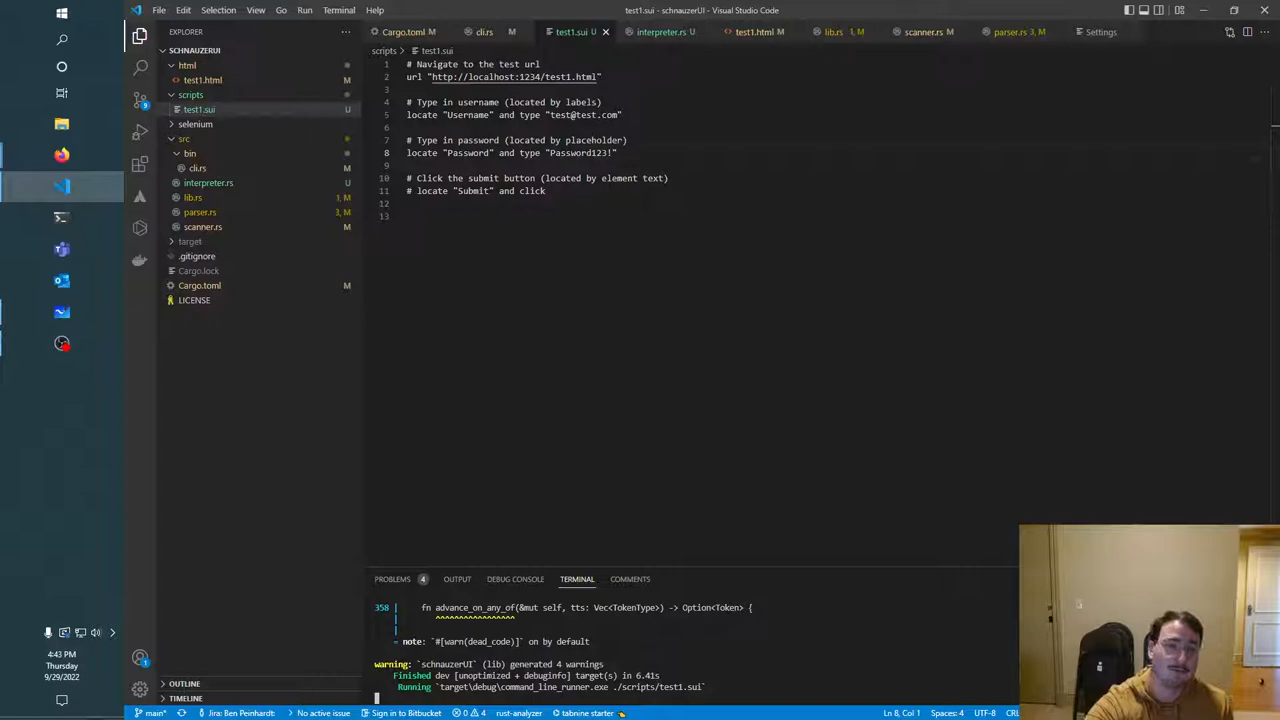 File Edit Selection View Go Run Terminal Help
test1.sui - schnauzerUI - Visual Studio Code
EXPLORER
SCHNAUZERUI
html
test1.html M
scripts
test1.sui U
selenium
src
bin
cli.rs
interpreter.rs U
lib.rs 1, M
parser.rs 3, M
scanner.rs M
target
.gitignore
Cargo.lock
Cargo.toml M
LICENSE
OUTLINE
TIMELINE
Cargo.toml M cli.rs M test1.sui U interpreter.rs U test1.html M lib.rs 1, M scanner.rs M parser.rs 3, M Settings
scripts > test1.sui
1 # Navigate to the test url
2 url "http://localhost:1234/test1.html"
3
4 # Type in username (located by labels)
5 locate "Username" and type "test@test.com"
6
7 # Type in password (located by placeholder)
8 locate "Password" and type "Password123!"
9
10 # Click the submit button (located by element text)
11 # locate "Submit" and click
12
13
PROBLEMS 4 OUTPUT DEBUG CONSOLE TERMINAL COMMENTS
358 | fn advance_on_any_of(&mut self, tts: Vec<TokenType>) -> Option<Token> {
| ^^^^^^^^^^^^^^^^^
|
= note: `#[warn(dead_code)]` on by default
warning: `schnauzerUI` (lib) generated 4 warnings
Finished dev [unoptimized + debuginfo] target(s) in 6.41s
Running `target\debug\command_line_runner.exe ./scripts/test1.sui`
4:43 PM
Thursday
9/29/2022
9
1
main* Jira: Ben Peinhardt: No active issue Sign in to Bitbucket 0 4 rust-analyzer tabnine starter Ln 8, Col 1 Spaces: 4 UTF-8 CRL